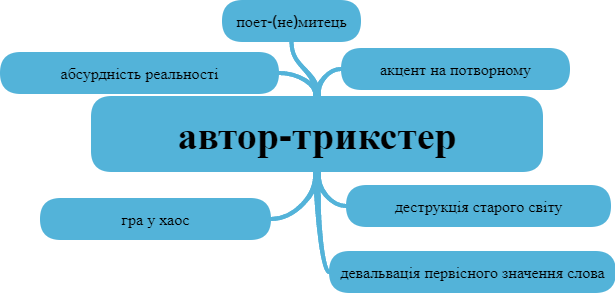 поет-(не)митець
абсурдність реальності
акцент на потворному
автор-трикстер
гра у хаос
деструкція старого світу
девальвація первісного значення слова